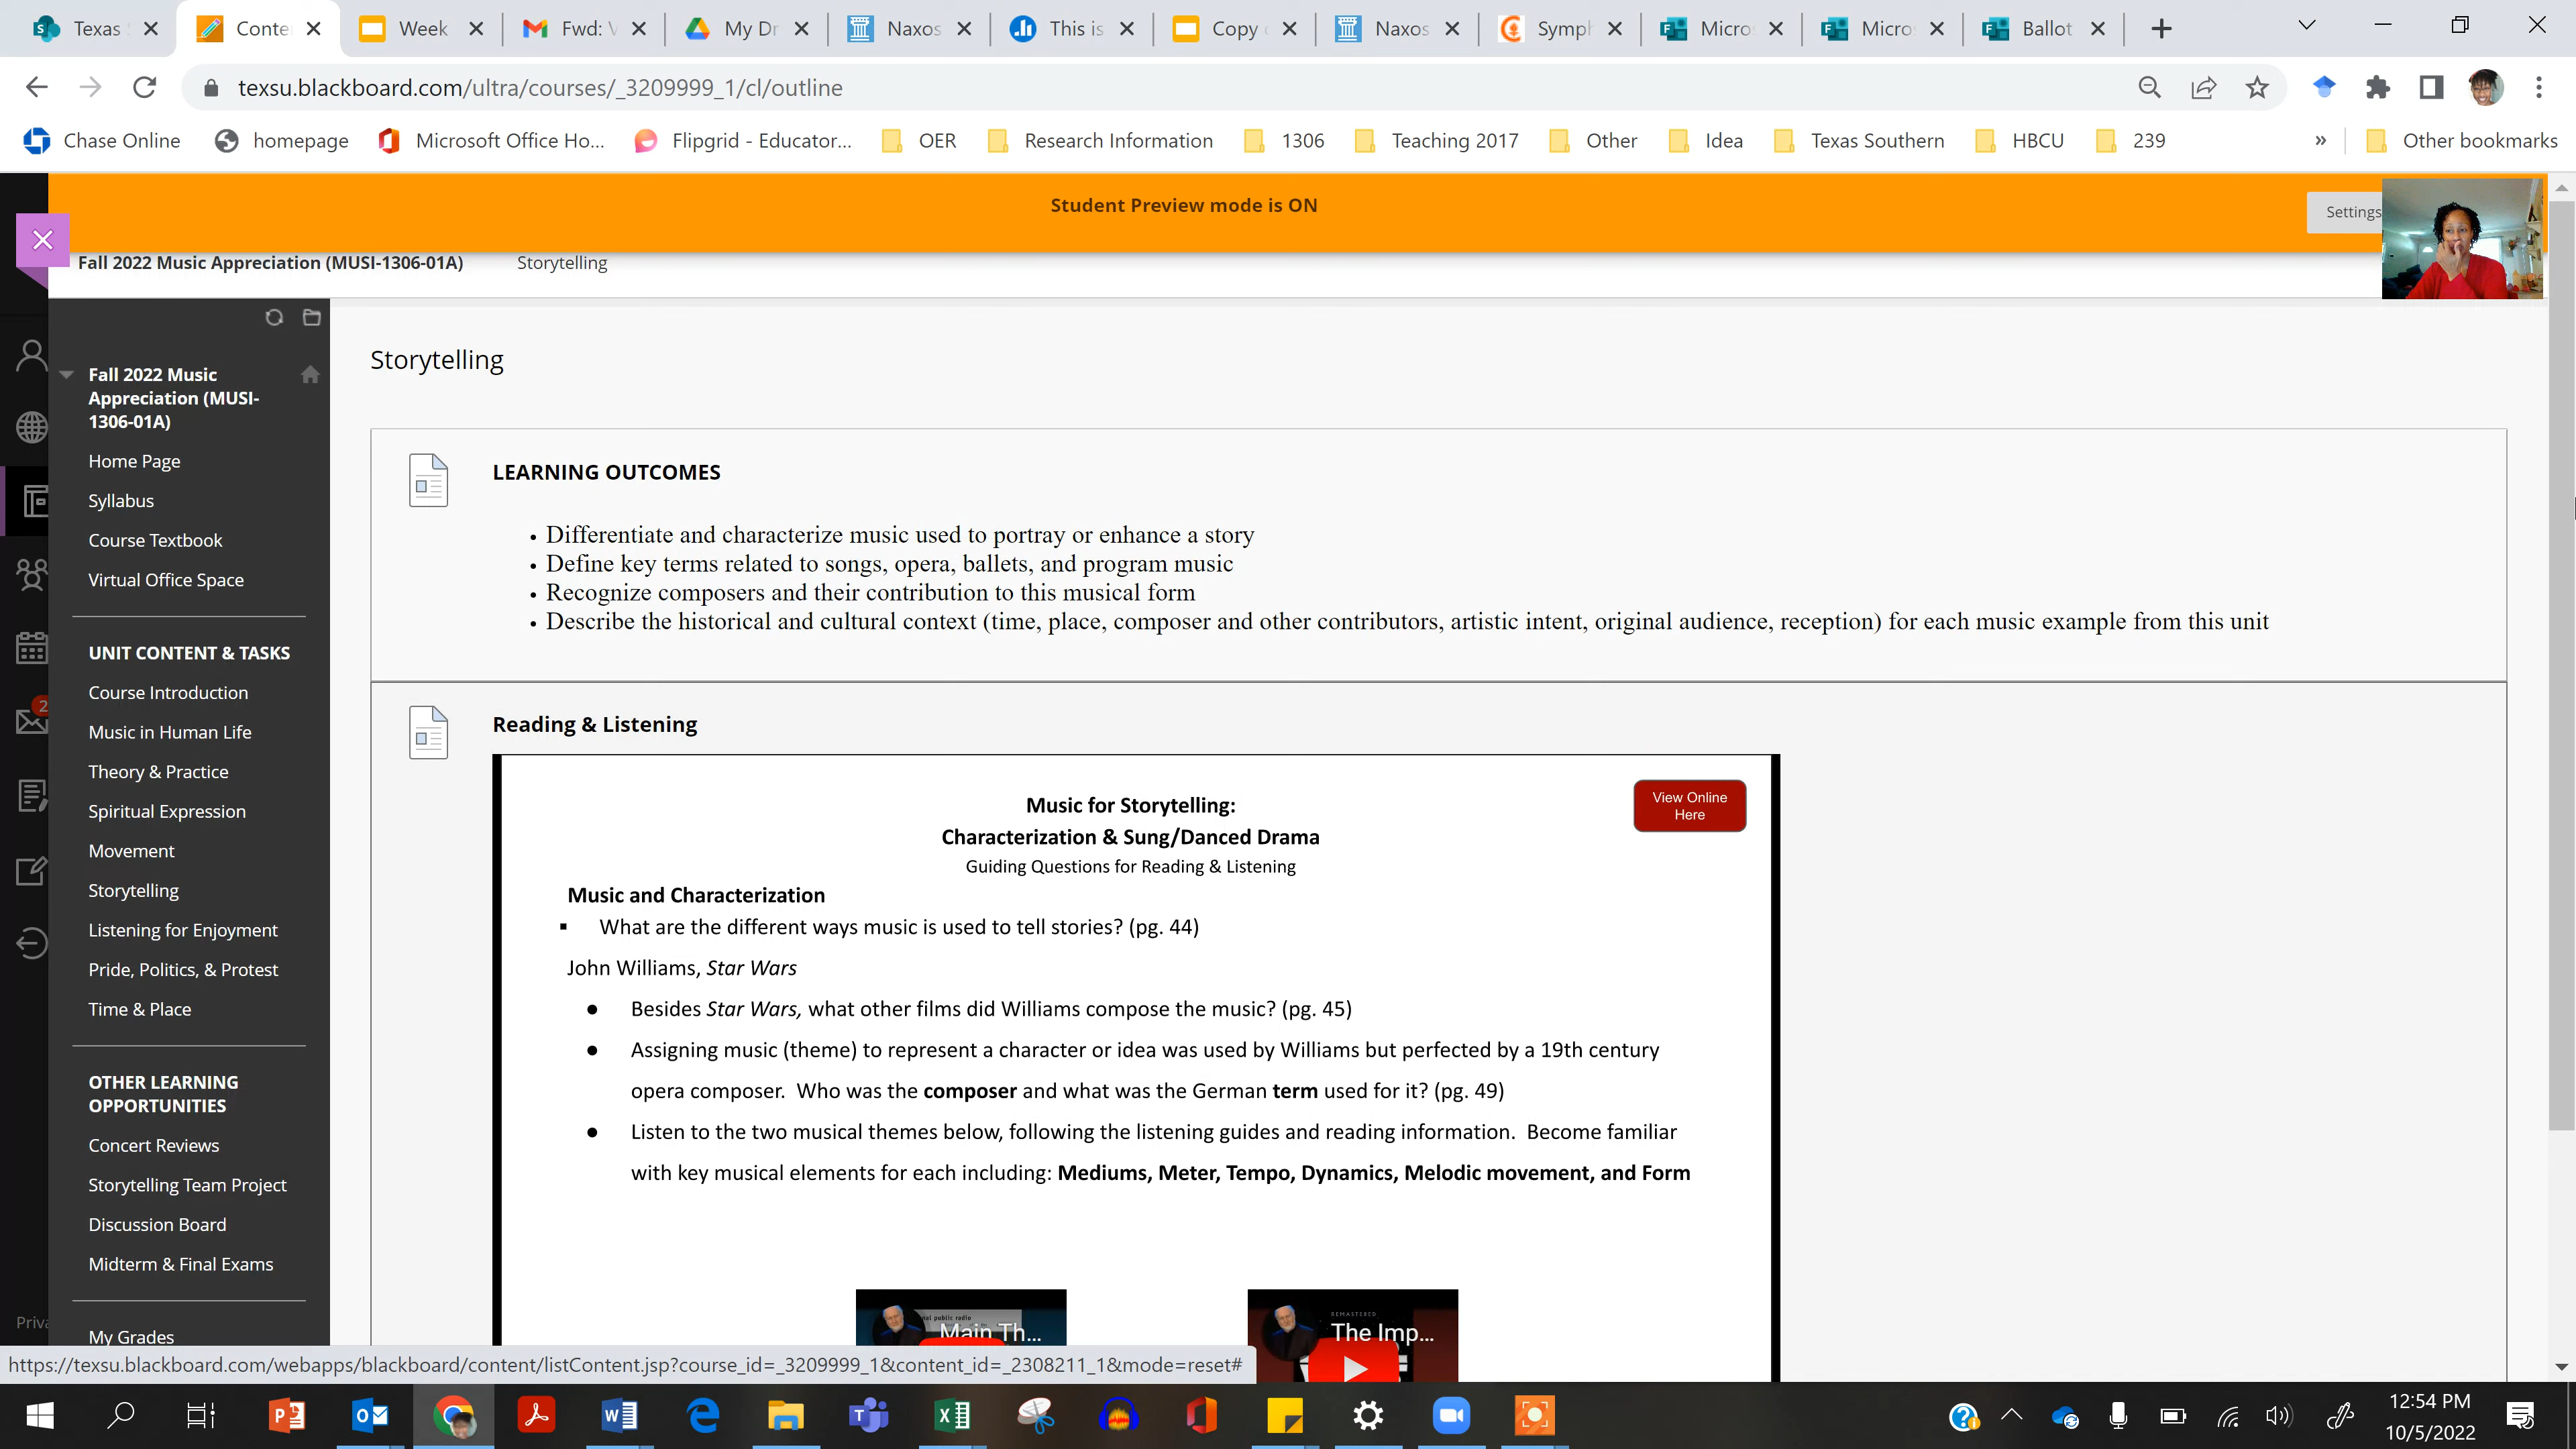 Texas S
Conte
Week
Fwd: V
My Dr
Naxos
This is
Copy o
Naxos
Symph
Micro
Micro
Ballot
texsu.blackboard.com/ultra/courses/_3209999_1/cl/outline
Chase Online
homepage
Microsoft Office Ho...
Flipgrid - Educator...
OER
Research Information
1306
Teaching 2017
Other
Idea
Texas Southern
HBCU
239
»
Other bookmarks
Student Preview mode is ON
Settings
Fall 2022 Music Appreciation (MUSI-1306-01A)
Storytelling
Fall 2022 Music
Appreciation (MUSI-
1306-01A)
Home Page
Syllabus
Course Textbook
Virtual Office Space
UNIT CONTENT & TASKS
Course Introduction
Music in Human Life
Theory & Practice
Spiritual Expression
Movement
Storytelling
Listening for Enjoyment
Pride, Politics, & Protest
Time & Place
OTHER LEARNING
OPPORTUNITIES
Concert Reviews
Storytelling Team Project
Discussion Board
Midterm & Final Exams
My Grades
2
Priva
Storytelling
LEARNING OUTCOMES
• Differentiate and characterize music used to portray or enhance a story
• Define key terms related to songs, opera, ballets, and program music
• Recognize composers and their contribution to this musical form
• Describe the historical and cultural context (time, place, composer and other contributors, artistic intent, original audience, reception) for each music example from this unit
Reading & Listening
View Online
Here
Music for Storytelling:
Characterization & Sung/Danced Drama
Guiding Questions for Reading & Listening
Music and Characterization
▪ What are the different ways music is used to tell stories? (pg. 44)
John Williams, Star Wars
● Besides Star Wars, what other films did Williams compose the music? (pg. 45)
● Assigning music (theme) to represent a character or idea was used by Williams but perfected by a 19th century
opera composer. Who was the composer and what was the German term used for it? (pg. 49)
● Listen to the two musical themes below, following the listening guides and reading information. Become familiar
with key musical elements for each including: Mediums, Meter, Tempo, Dynamics, Melodic movement, and Form
nal public radio
Main Th...
REMASTERED
The Imp...
https://texsu.blackboard.com/webapps/blackboard/content/listContent.jsp?course_id=_3209999_1&content_id=_2308211_1&mode=reset#
12:54 PM
10/5/2022